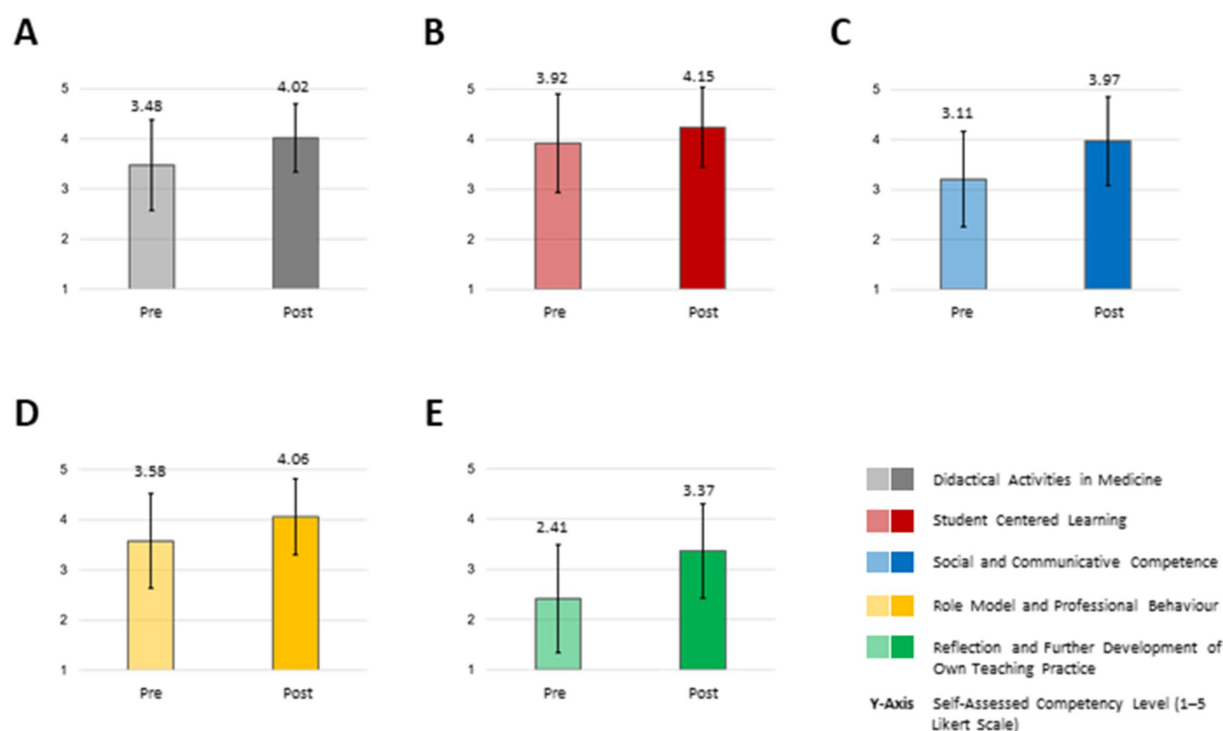 A
5
4
3
2
1
3.48
4.02
Pre
Post
B
5
4
3
2
1
3.92
4.15
Pre
Post
C
5
4
3
2
1
3.11
3.97
Pre
Post
D
5
4
3
2
1
3.58
4.06
Pre
Post
E
5
4
3
2
1
2.41
3.37
Pre
Post
Didactical Activities in Medicine
Student Centered Learning
Social and Communicative Competence
Role Model and Professional Behaviour
Reflection and Further Development of
Own Teaching Practice
Y-Axis Self-Assessed Competency Level (1–5
Likert Scale)